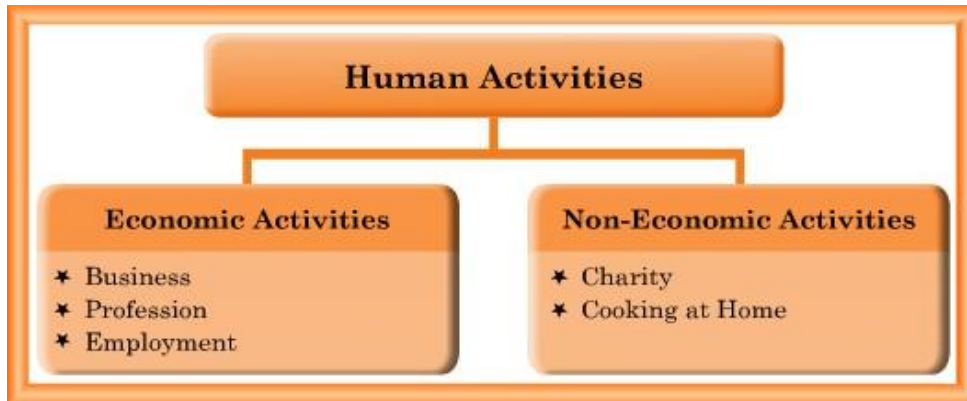 Human Activities
Economic Activities
★ Business
★ Profession
★ Employment
Non-Economic Activities
★ Charity
★ Cooking at Home